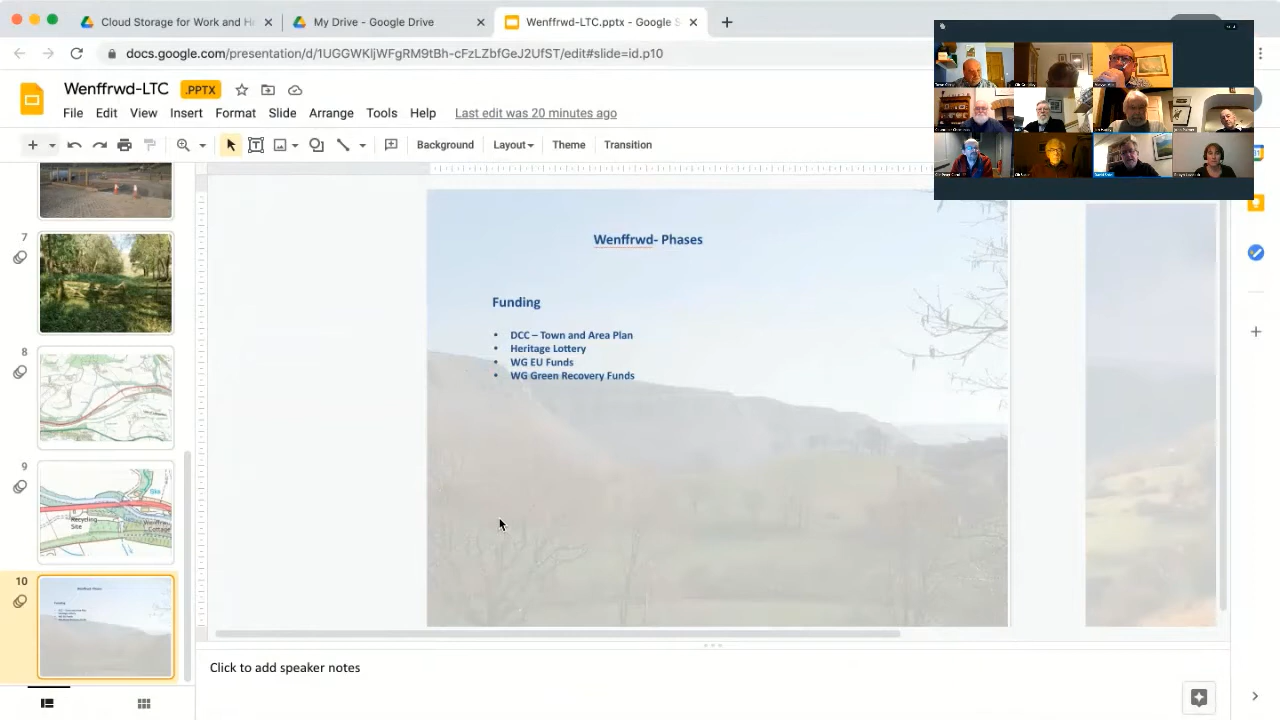 Cloud Storage for Work and H
My Drive - Google Drive
Wenffrwd-LTC.pptx - Google S
docs.google.com/presentation/d/1UGGWKIjWFgRM9tBh-cFzLZbfGeJ2UfST/edit#slide=id.p10
Wenffrwd-LTC .PPTX
File Edit View Insert Format Slide Arrange Tools Help Last edit was 20 minutes ago
Background Layout Theme Transition
7
8
9
Recycling
Site
10
Wenffrwd- Phases
Funding
• DCC – Town and Area Plan
• Heritage Lottery
• WG EU Funds
• WG Green Recovery Funds
Click to add speaker notes